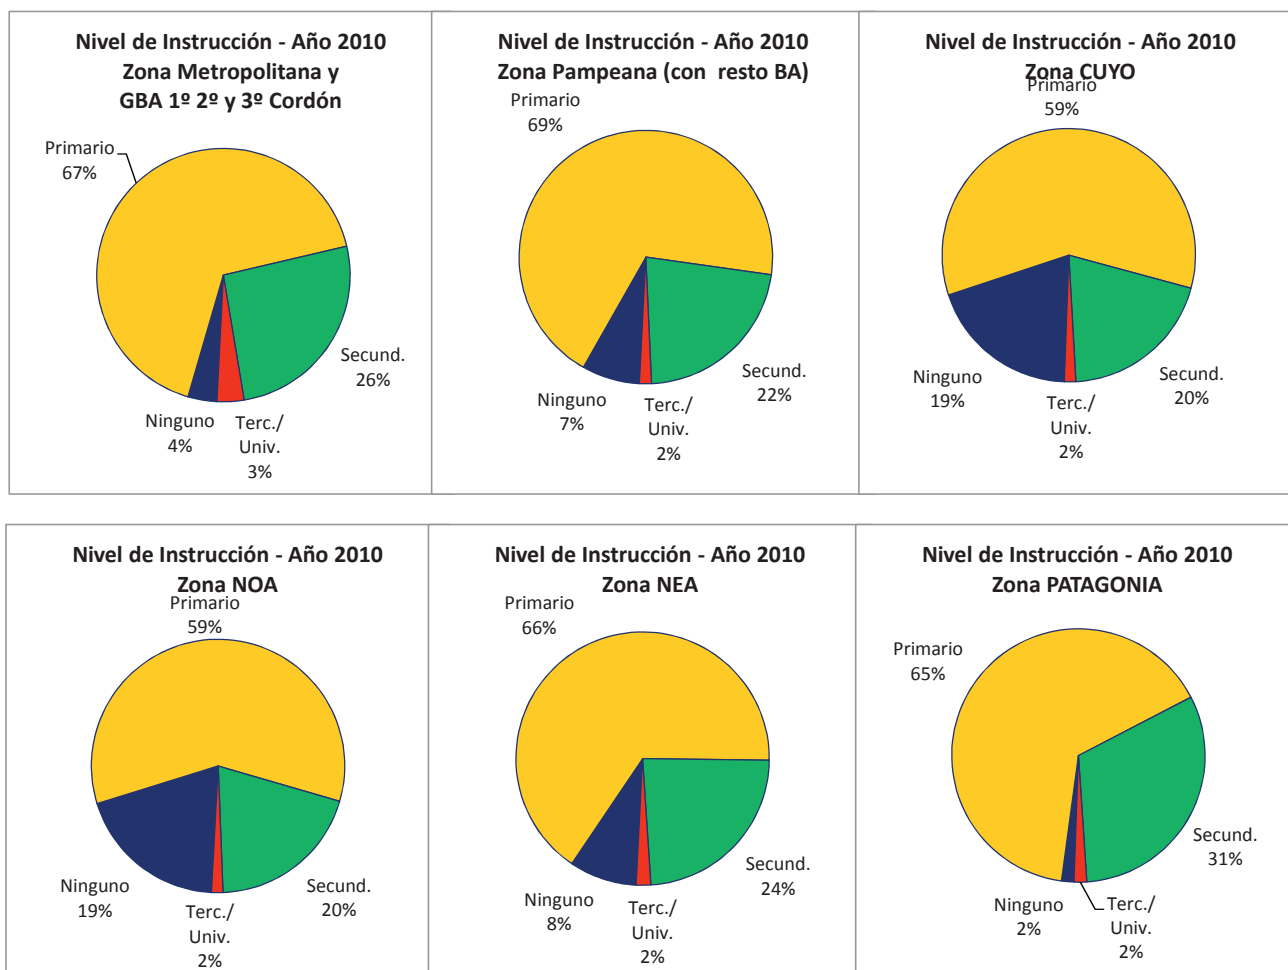 Nivel de Instrucción - Año 2010
Zona Metropolitana y
GBA 1º 2º y 3º Cordón
Primario
67%
Secund.
26%
Ninguno
4%
Terc./
Univ.
3%
Nivel de Instrucción - Año 2010
Zona Pampeana (con resto BA)
Primario
69%
Secund.
22%
Ninguno
7%
Terc./
Univ.
2%
Nivel de Instrucción - Año 2010
Zona CUYO
Primario
59%
Ninguno
19%
Secund.
20%
Terc./
Univ.
2%
Nivel de Instrucción - Año 2010
Zona NOA
Primario
59%
Ninguno
19%
Secund.
20%
Terc./
Univ.
2%
Nivel de Instrucción - Año 2010
Zona NEA
Primario
66%
Secund.
24%
Ninguno
8%
Terc./
Univ.
2%
Nivel de Instrucción - Año 2010
Zona PATAGONIA
Primario
65%
Secund.
31%
Ninguno
2%
Terc./
Univ.
2%